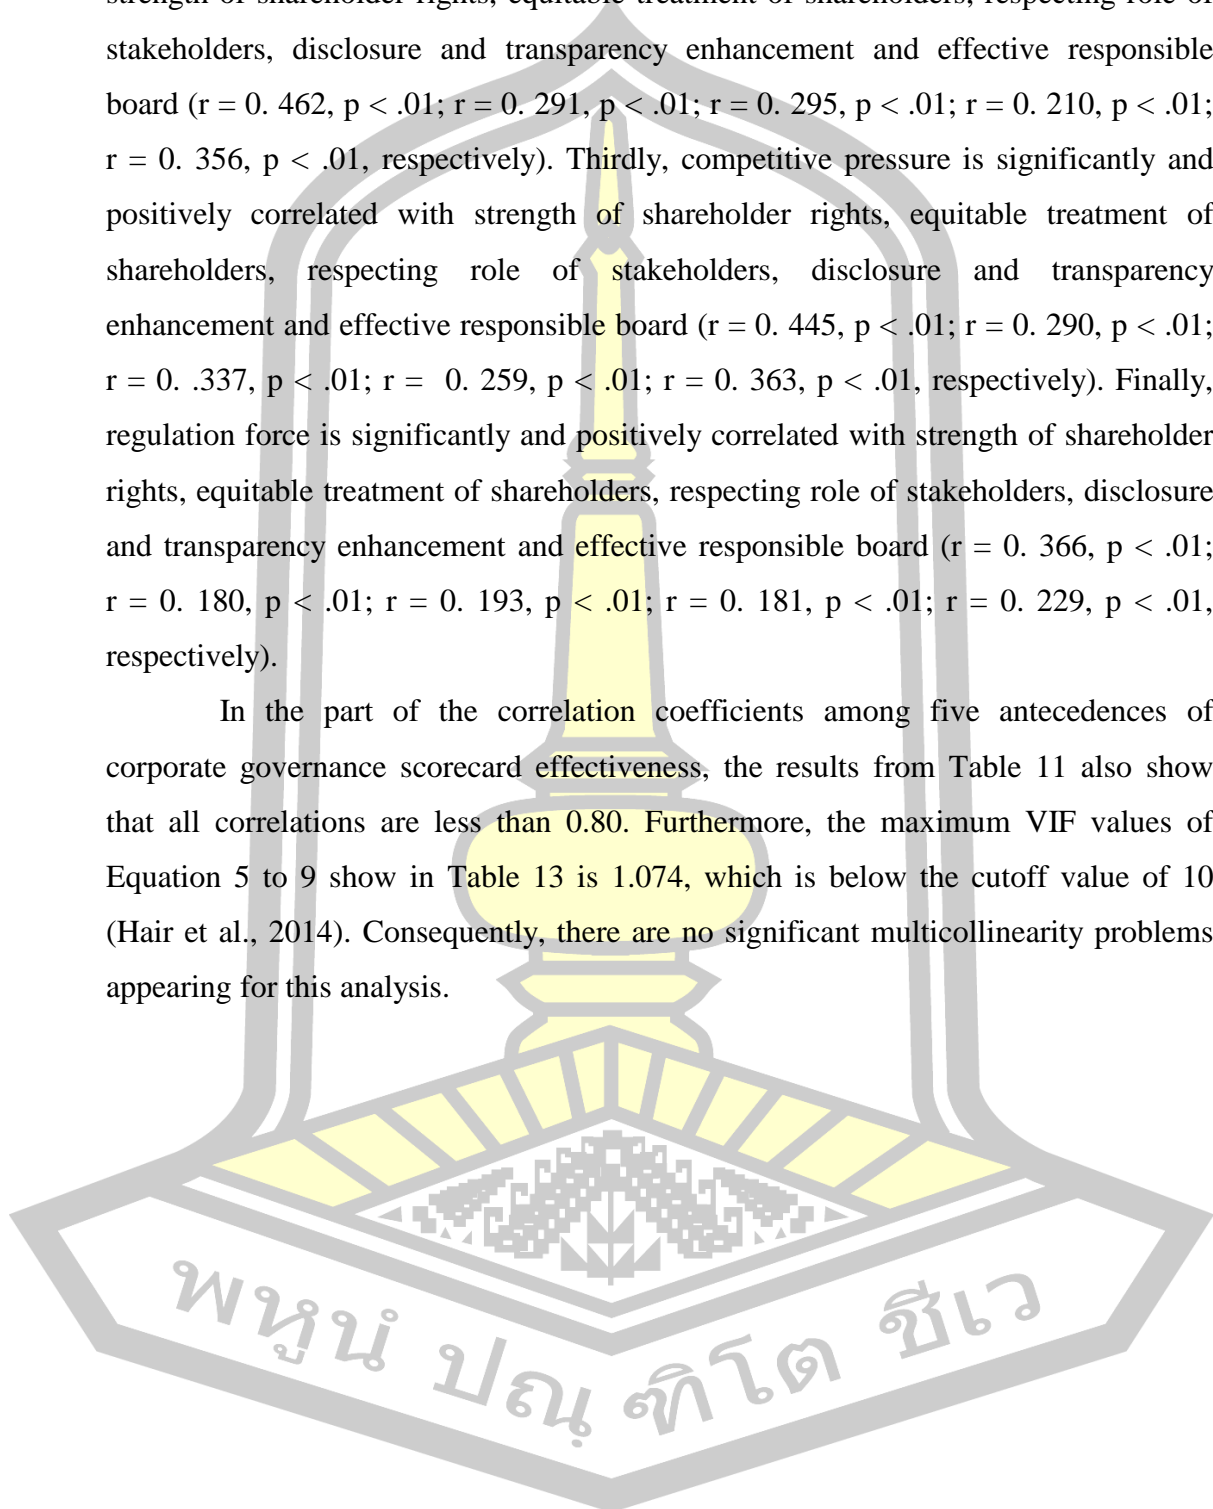 strength of shareholder rights, equitable treatment of shareholders, respecting role of
stakeholders, disclosure and transparency enhancement and effective responsible
board (r = 0. 462, p < .01; r = 0. 291, p < .01; r = 0. 295, p < .01; r = 0. 210, p < .01;
r = 0. 356, p < .01, respectively). Thirdly, competitive pressure is significantly and
positively correlated with strength of shareholder rights, equitable treatment of
shareholders, respecting role of stakeholders, disclosure and transparency
enhancement and effective responsible board (r = 0. 445, p < .01; r = 0. 290, p < .01;
r = 0. .337, p < .01; r = 0. 259, p < .01; r = 0. 363, p < .01, respectively). Finally,
regulation force is significantly and positively correlated with strength of shareholder
rights, equitable treatment of shareholders, respecting role of stakeholders, disclosure
and transparency enhancement and effective responsible board (r = 0. 366, p < .01;
r = 0. 180, p < .01; r = 0. 193, p < .01; r = 0. 181, p < .01; r = 0. 229, p < .01,
respectively).
In the part of the correlation coefficients among five antecedences of
corporate governance scorecard effectiveness, the results from Table 11 also show
that all correlations are less than 0.80. Furthermore, the maximum VIF values of
Equation 5 to 9 show in Table 13 is 1.074, which is below the cutoff value of 10
(Hair et al., 2014). Consequently, there are no significant multicollinearity problems
appearing for this analysis.
พหูนํ ปณฺฑิโต ชีเว